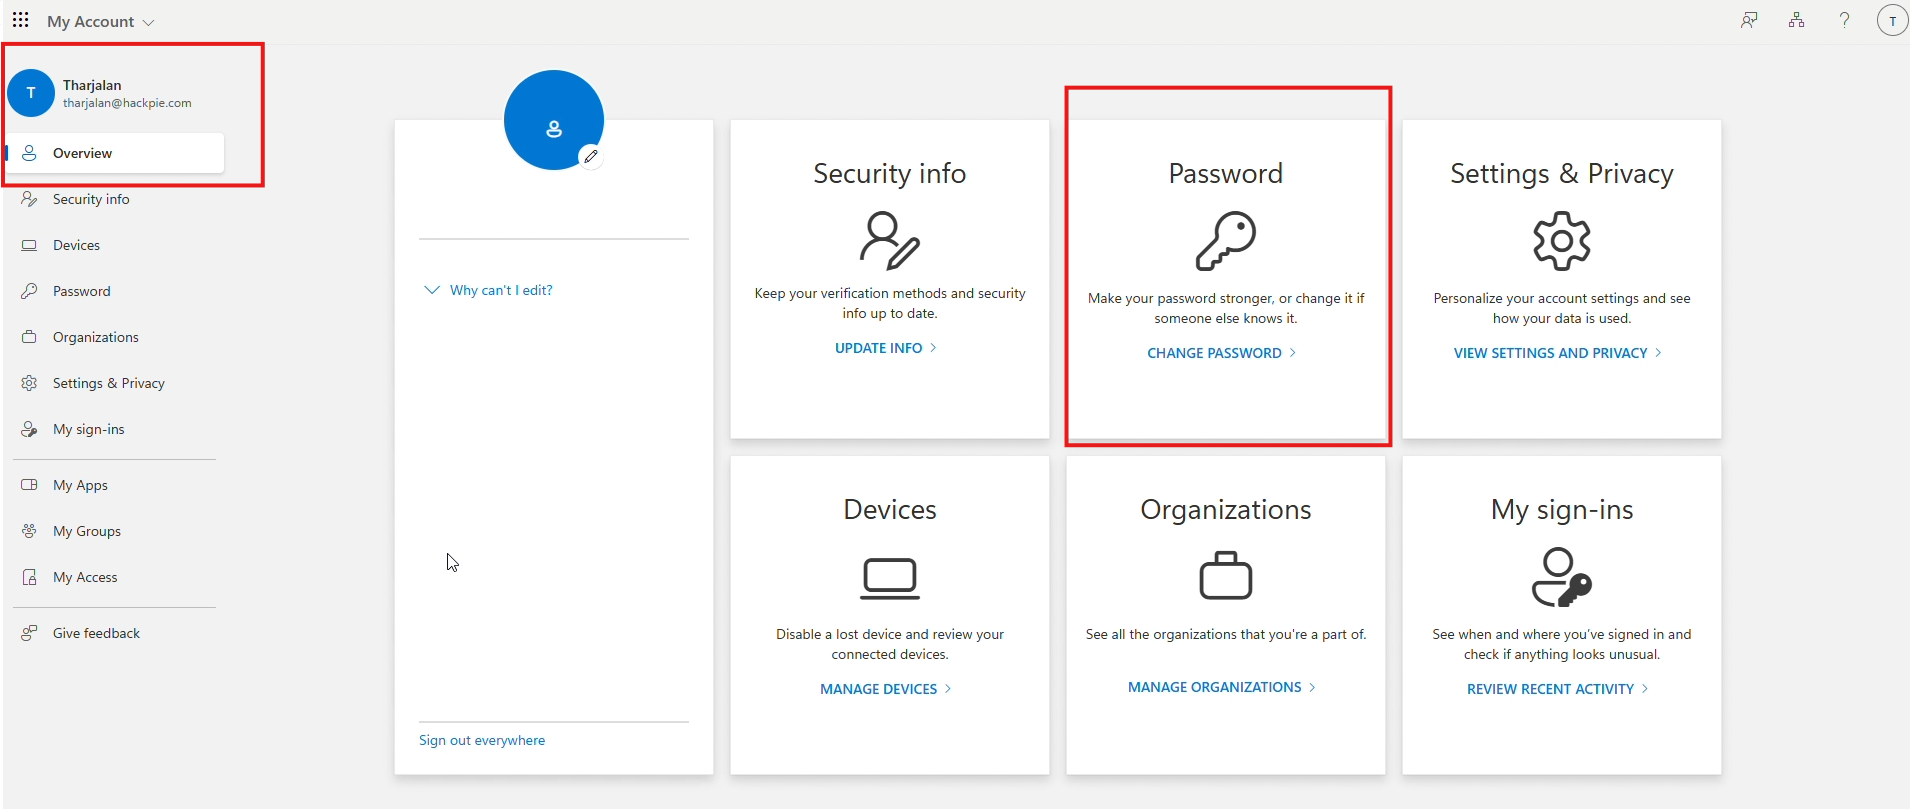 My Account
T
T
Tharjalan
tharjalan@hackpie.com
Overview
Security info
Devices
Password
Organizations
Settings & Privacy
My sign-ins
My Apps
My Groups
My Access
Give feedback
Why can't I edit?
Sign out everywhere
Security info
Keep your verification methods and security
info up to date.
UPDATE INFO
Password
Make your password stronger, or change it if
someone else knows it.
CHANGE PASSWORD
Settings & Privacy
Personalize your account settings and see
how your data is used.
VIEW SETTINGS AND PRIVACY
Devices
Disable a lost device and review your
connected devices.
MANAGE DEVICES
Organizations
See all the organizations that you're a part of.
MANAGE ORGANIZATIONS
My sign-ins
See when and where you've signed in and
check if anything looks unusual.
REVIEW RECENT ACTIVITY